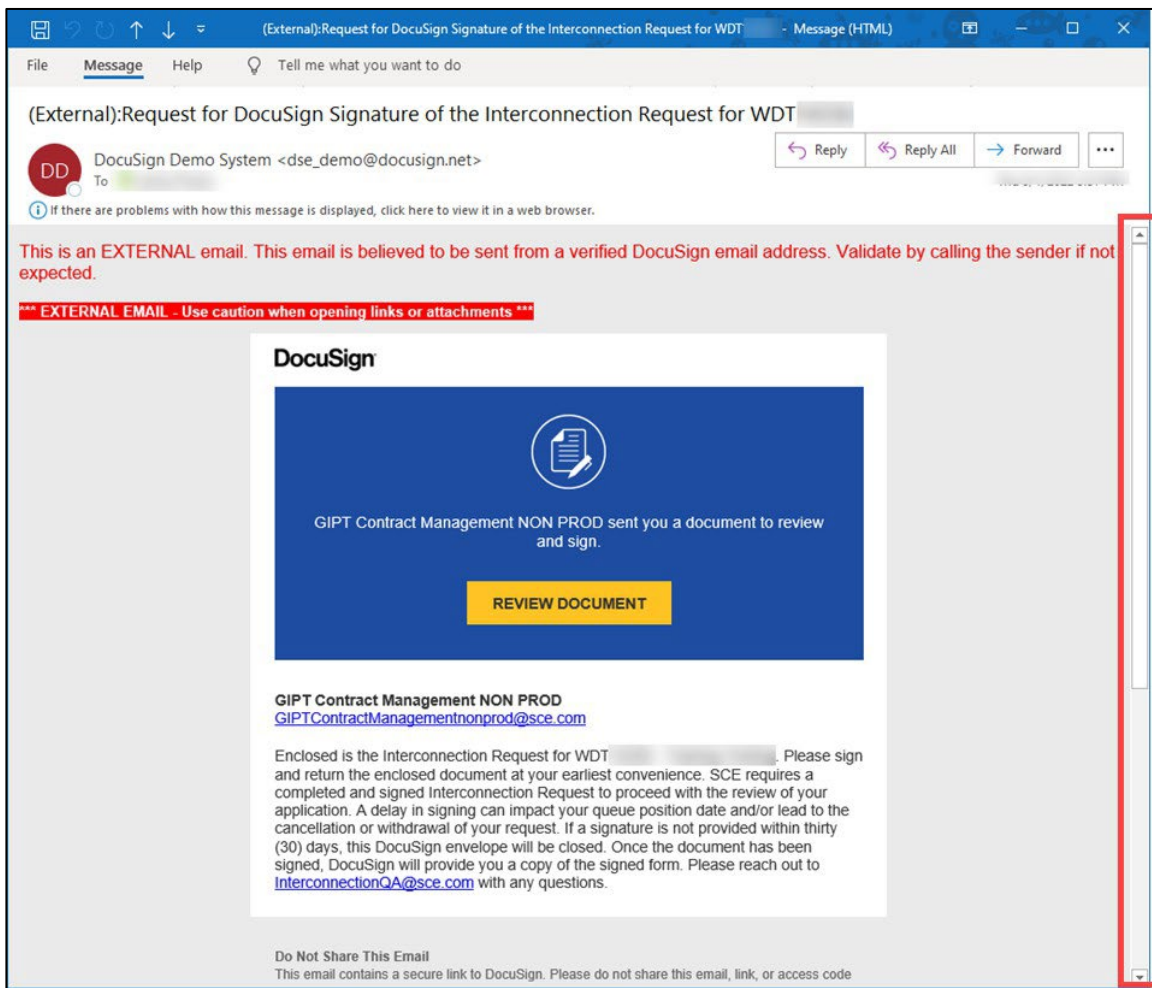 (External):Request for DocuSign Signature of the Interconnection Request for WDT - Message (HTML)
File Message Help Tell me what you want to do
(External):Request for DocuSign Signature of the Interconnection Request for WDT
Reply Reply All Forward
DD
DocuSign Demo System <dse_demo@docusign.net>
To
If there are problems with how this message is displayed, click here to view it in a web browser.
This is an EXTERNAL email. This email is believed to be sent from a verified DocuSign email address. Validate by calling the sender if not
expected.
*** EXTERNAL EMAIL - Use caution when opening links or attachments ***
DocuSign
GIPT Contract Management NON PROD sent you a document to review
and sign.
REVIEW DOCUMENT
GIPT Contract Management NON PROD
GIPTContractManagementnonprod@sce.com
Enclosed is the Interconnection Request for WDT . Please sign
and return the enclosed document at your earliest convenience. SCE requires a
completed and signed Interconnection Request to proceed with the review of your
application. A delay in signing can impact your queue position date and/or lead to the
cancellation or withdrawal of your request. If a signature is not provided within thirty
(30) days, this DocuSign envelope will be closed. Once the document has been
signed, DocuSign will provide you a copy of the signed form. Please reach out to
InterconnectionQA@sce.com with any questions.
Do Not Share This Email
This email contains a secure link to DocuSign. Please do not share this email, link, or access code